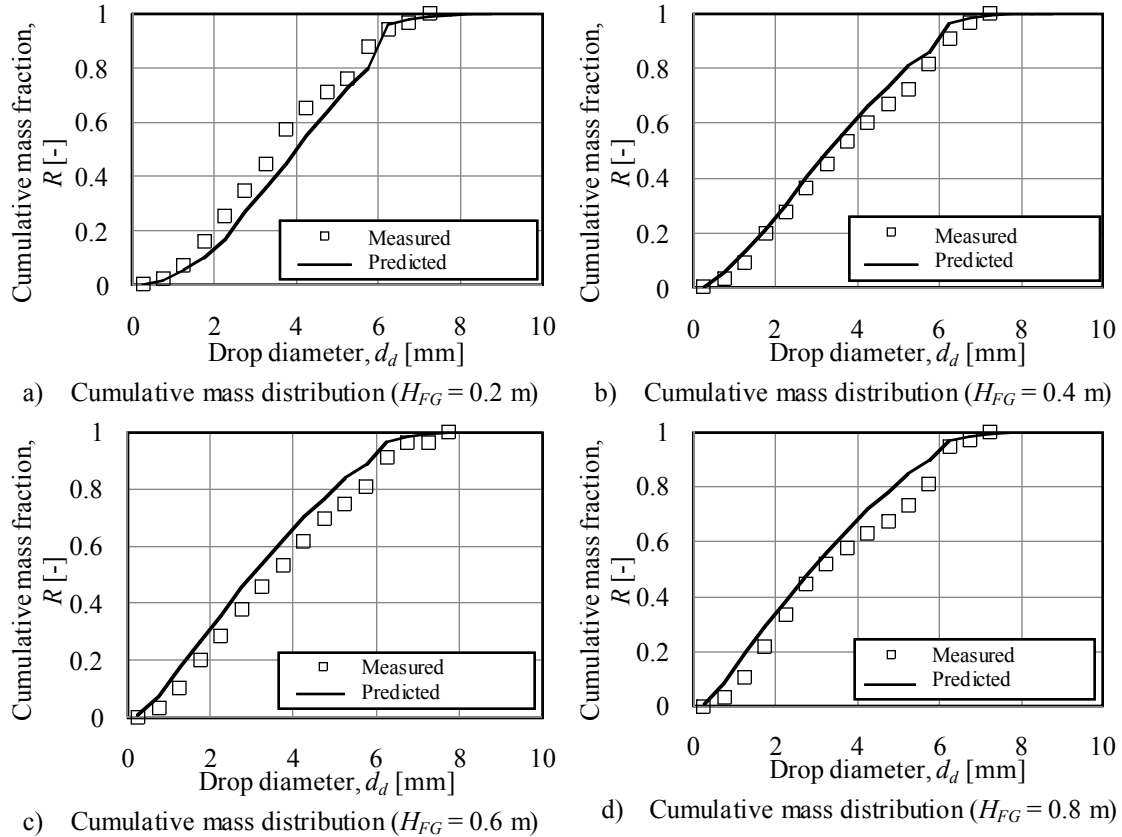 Cumulative mass fraction,
R [-]
1
0.8
0.6
0.4
0.2
0
0 2 4 6 8 10
Drop diameter, d_d [mm]
Measured
Predicted
a) Cumulative mass distribution (H_FG = 0.2 m)
Cumulative mass fraction,
R [-]
1
0.8
0.6
0.4
0.2
0
0 2 4 6 8 10
Drop diameter, d_d [mm]
Measured
Predicted
b) Cumulative mass distribution (H_FG = 0.4 m)
Cumulative mass fraction,
R [-]
1
0.8
0.6
0.4
0.2
0
0 2 4 6 8 10
Drop diameter, d_d [mm]
Measured
Predicted
c) Cumulative mass distribution (H_FG = 0.6 m)
Cumulative mass fraction,
R [-]
1
0.8
0.6
0.4
0.2
0
0 2 4 6 8 10
Drop diameter, d_d [mm]
Measured
Predicted
d) Cumulative mass distribution (H_FG = 0.8 m)